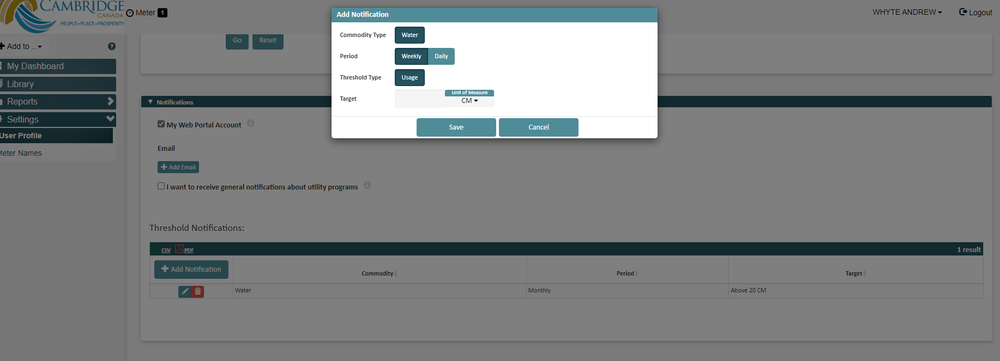 CAMBRIDGE
CANADA
PEOPLE • PLACE • PROSPERITY
Meter 1
WHYTE ANDREW
Logout
Add to ...
My Dashboard
Library
Reports
Settings
User Profile
Meter Names
Go Reset
Add Notification
Commodity Type Water
Period Weekly Daily
Threshold Type Usage
Target Unit of Measure
CM
Save Cancel
Notifications
My Web Portal Account
Email
Add Email
I want to receive general notifications about utility programs
Threshold Notifications:
CSV PDF 1 result
Add Notification Commodity Period Target
Water Monthly Above 20 CM